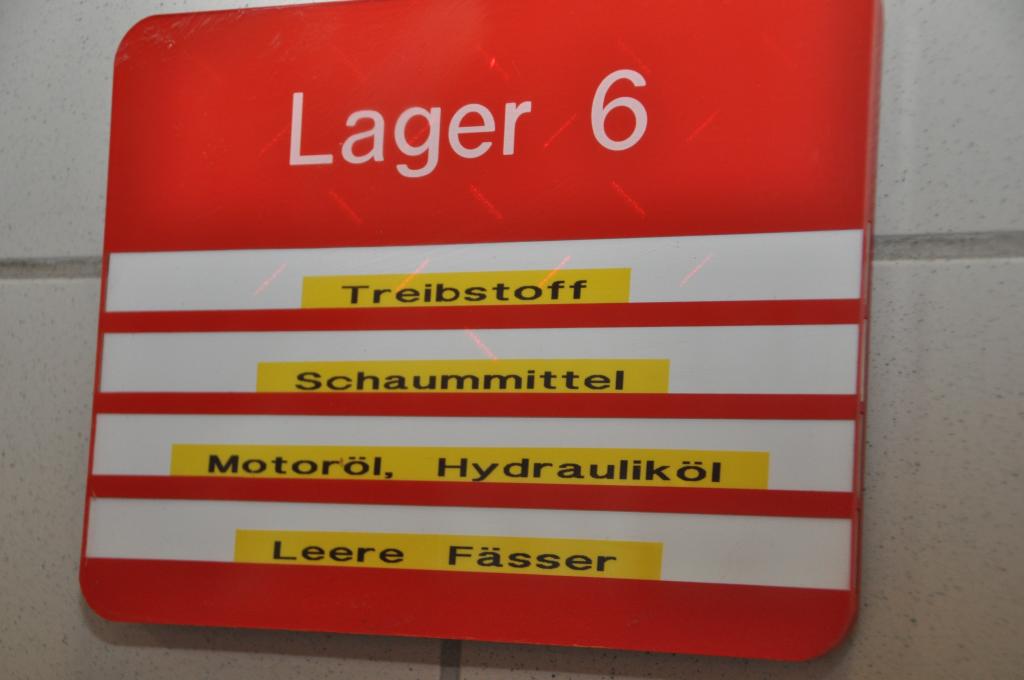 Lager 6
Treibstoff
Schaummittel
Motoröl, Hydrauliköl
Leere Fässer